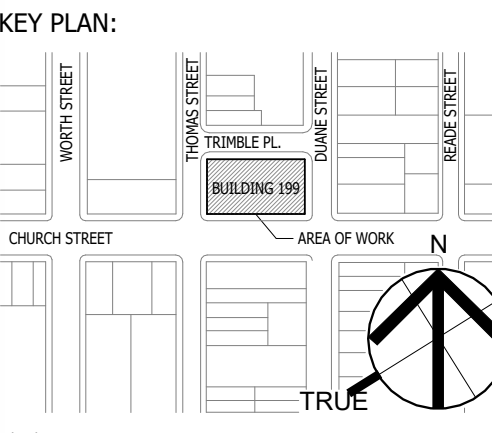 KEY PLAN:
WORTH STREET
THOMAS STREET
DUANE STREET
READE STREET
TRIMBLE PL.
BUILDING 199
CHURCH STREET
AREA OF WORK
N
TRUE